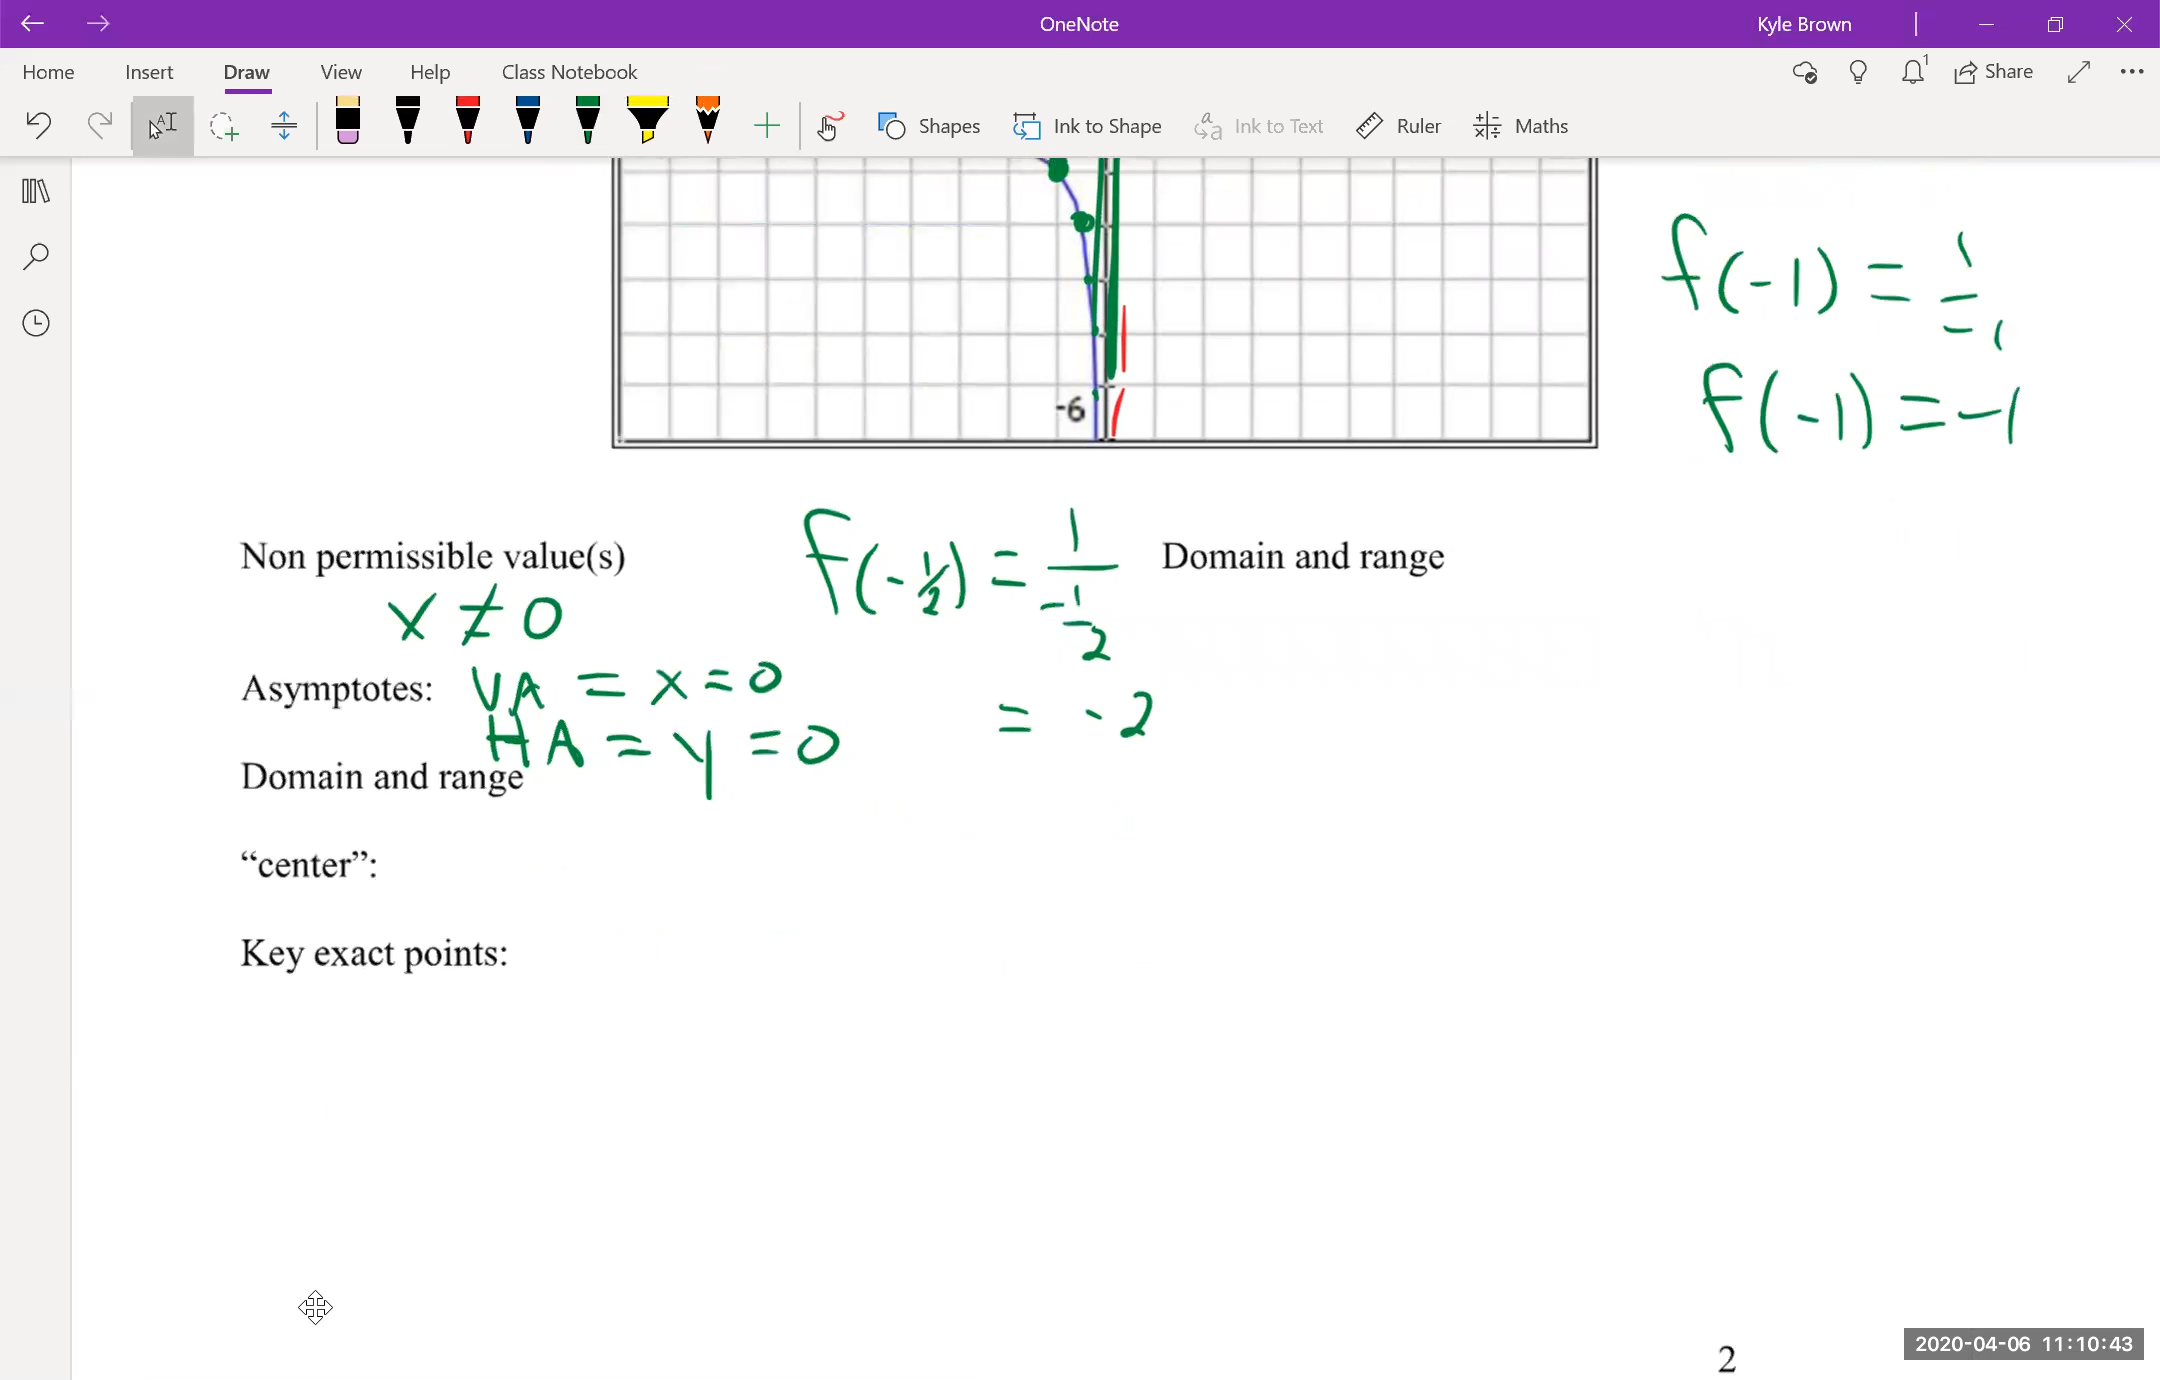 OneNote
Kyle Brown
Home Insert Draw View Help Class Notebook
1
Share
Shapes Ink to Shape Ink to Text Ruler Maths
-6
f(-1) = 1/-1
f(-1) = -1
Non permissible value(s)
x ≠ 0
f(-1/2) = 1/(-1/2)
= -2
Domain and range
Asymptotes: VA = x = 0
HA = y = 0
Domain and range
“center”:
Key exact points:
2
2020-04-06 11:10:43